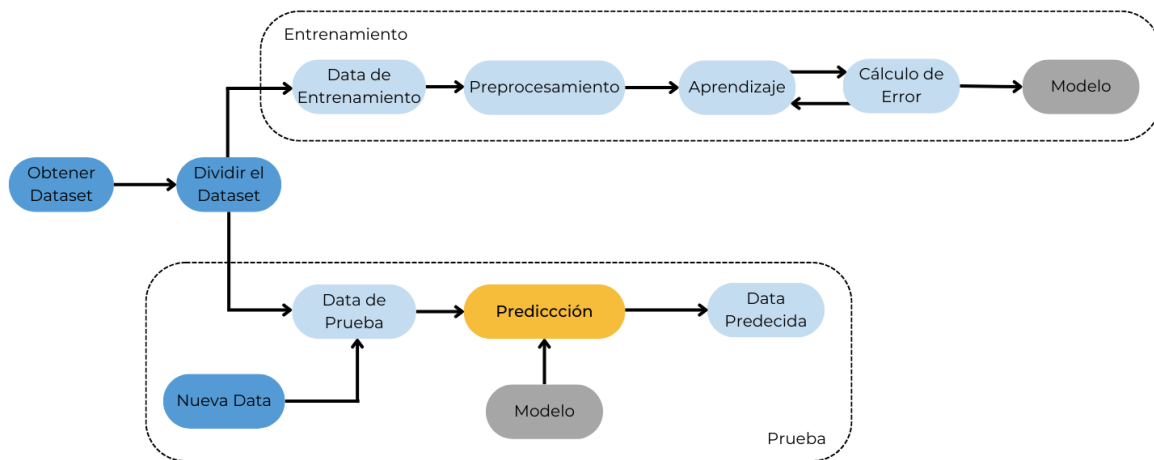 Entrenamiento
Data de
Entrenamiento
Preprocesamiento
Aprendizaje
Cálculo de
Error
Modelo
Obtener
Dataset
Dividir el
Dataset
Data de
Prueba
Prediccción
Data
Predecida
Nueva Data
Modelo
Prueba